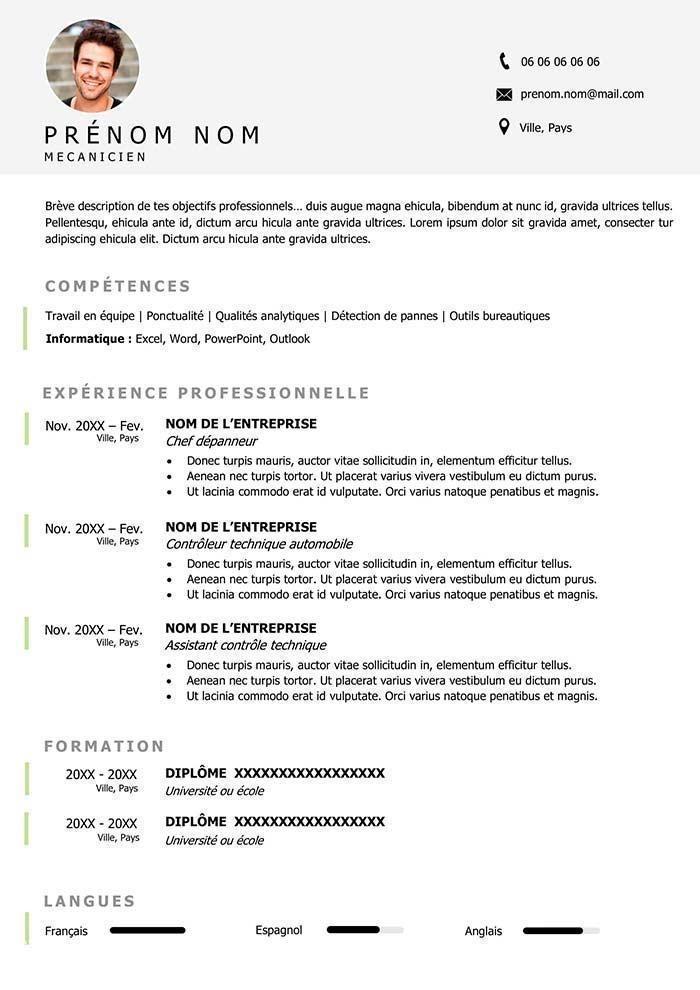 06 06 06 06 06
prenom.nom@mail.com
Ville, Pays
PRÉNOM NOM
MECANICIEN
Brève description de tes objectifs professionnels… duis augue magna ehicula, bibendum at nunc id, gravida ultrices tellus.
Pellentesqu, ehicula ante id, dictum arcu hicula ante gravida ultrices. Lorem ipsum dolor sit gravida amet, consecter tur
adipiscing ehicula elit. Dictum arcu hicula ante gravida ultrices.
COMPÉTENCES
Travail en équipe | Ponctualité | Qualités analytiques | Détection de pannes | Outils bureautiques
Informatique : Excel, Word, PowerPoint, Outlook
EXPÉRIENCE PROFESSIONNELLE
Nov. 20XX – Fev. NOM DE L’ENTREPRISE
Ville, Pays Chef dépanneur
• Donec turpis mauris, auctor vitae sollicitudin in, elementum efficitur tellus.
• Aenean nec turpis tortor. Ut placerat varius vivera vestibulum eu dictum purus.
• Ut lacinia commodo erat id vulputate. Orci varius natoque penatibus et magnis.
Nov. 20XX – Fev. NOM DE L’ENTREPRISE
Ville, Pays Contrôleur technique automobile
• Donec turpis mauris, auctor vitae sollicitudin in, elementum efficitur tellus.
• Aenean nec turpis tortor. Ut placerat varius vivera vestibulum eu dictum purus.
• Ut lacinia commodo erat id vulputate. Orci varius natoque penatibus et magnis.
Nov. 20XX – Fev. NOM DE L’ENTREPRISE
Ville, Pays Assistant contrôle technique
• Donec turpis mauris, auctor vitae sollicitudin in, elementum efficitur tellus.
• Aenean nec turpis tortor. Ut placerat varius vivera vestibulum eu dictum purus.
• Ut lacinia commodo erat id vulputate. Orci varius natoque penatibus et magnis.
FORMATION
20XX - 20XX DIPLÔME XXXXXXXXXXXXXXXXX
Ville, Pays Université ou école
20XX - 20XX DIPLÔME XXXXXXXXXXXXXXXXX
Ville, Pays Université ou école
LANGUES
Français Espagnol Anglais